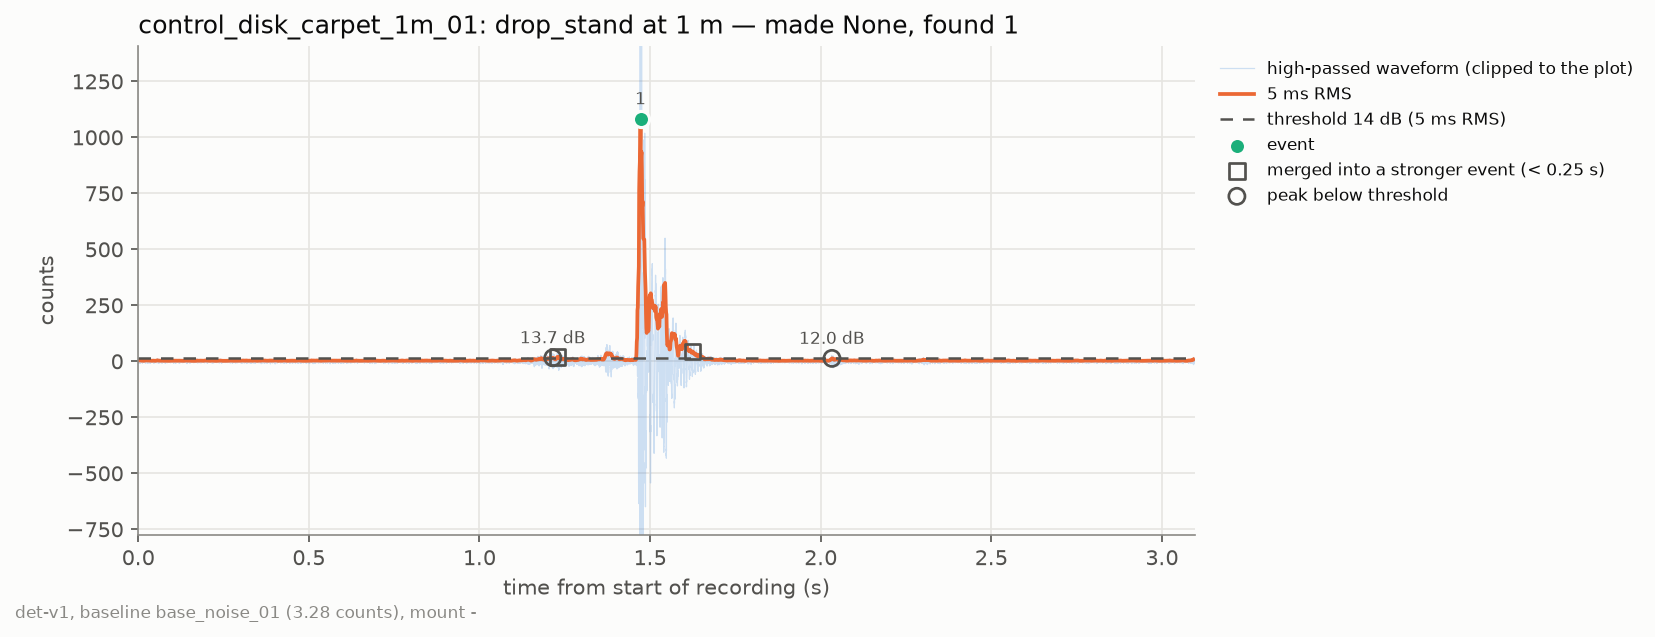 control_disk_carpet_1m_01: drop_stand at 1 m — made None, found 1
high-passed waveform (clipped to the plot)
5 ms RMS
threshold 14 dB (5 ms RMS)
event
merged into a stronger event (< 0.25 s)
peak below threshold
counts
1250
1000
750
500
250
0
−250
−500
−750
1
13.7 dB
12.0 dB
0.0 0.5 1.0 1.5 2.0 2.5 3.0
time from start of recording (s)
det-v1, baseline base_noise_01 (3.28 counts), mount -